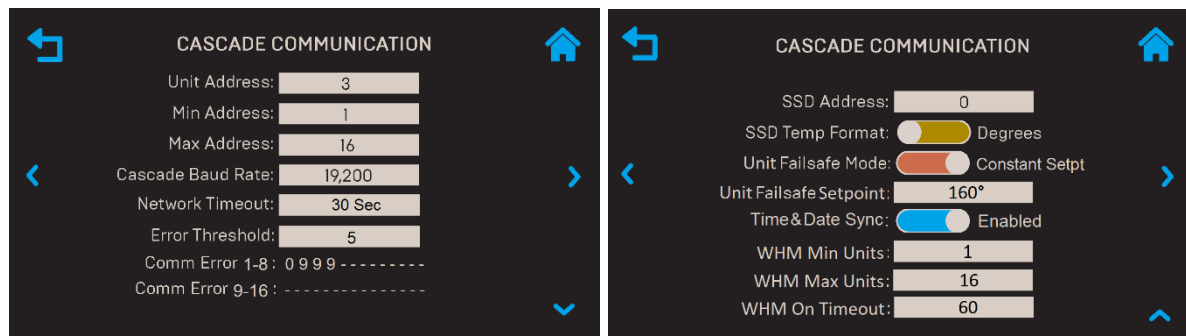 CASCADE COMMUNICATION
Unit Address: 3
Min Address: 1
Max Address: 16
Cascade Baud Rate: 19,200
Network Timeout: 30 Sec
Error Threshold: 5
Comm Error 1-8: 0 9 9 9 - - - - - - - - -
Comm Error 9-16 : - - - - - - - - - - - - - -
CASCADE COMMUNICATION
SSD Address: 0
SSD Temp Format: Degrees
Unit Failsafe Mode: Constant Setpt
Unit Failsafe Setpoint: 160°
Time&Date Sync: Enabled
WHM Min Units: 1
WHM Max Units: 16
WHM On Timeout: 60